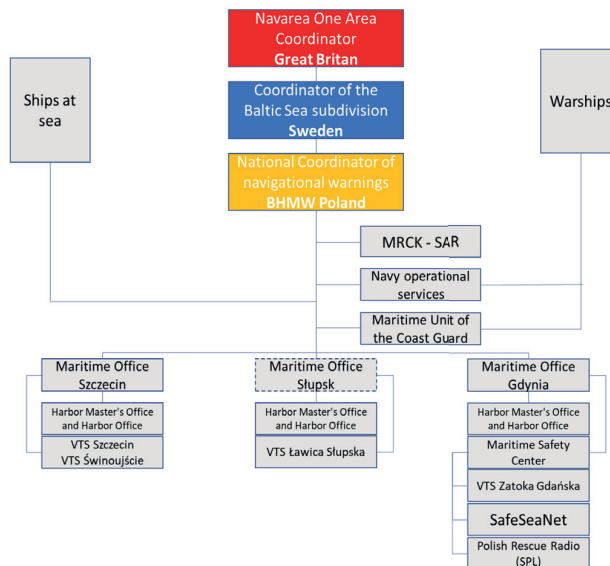 Navarea One Area
Coordinator
Great Britan
Ships at
sea
Warships
Coordinator of the
Baltic Sea subdivision
Sweden
National Coordinator of
navigational warnings
BHMW Poland
MRCK - SAR
Navy operational
services
Maritime Unit of
the Coast Guard
Maritime Office
Szczecin
Maritime Office
Słupsk
Maritime Office
Gdynia
Harbor Master's Office
and Harbor Office
Harbor Master's Office
and Harbor Office
Harbor Master's Office
and Harbor Office
VTS Szczecin
VTS Świnoujście
VTS Ławica Słupska
Maritime Safety
Center
VTS Zatoka Gdańska
SafeSeaNet
Polish Rescue Radio
(SPL)